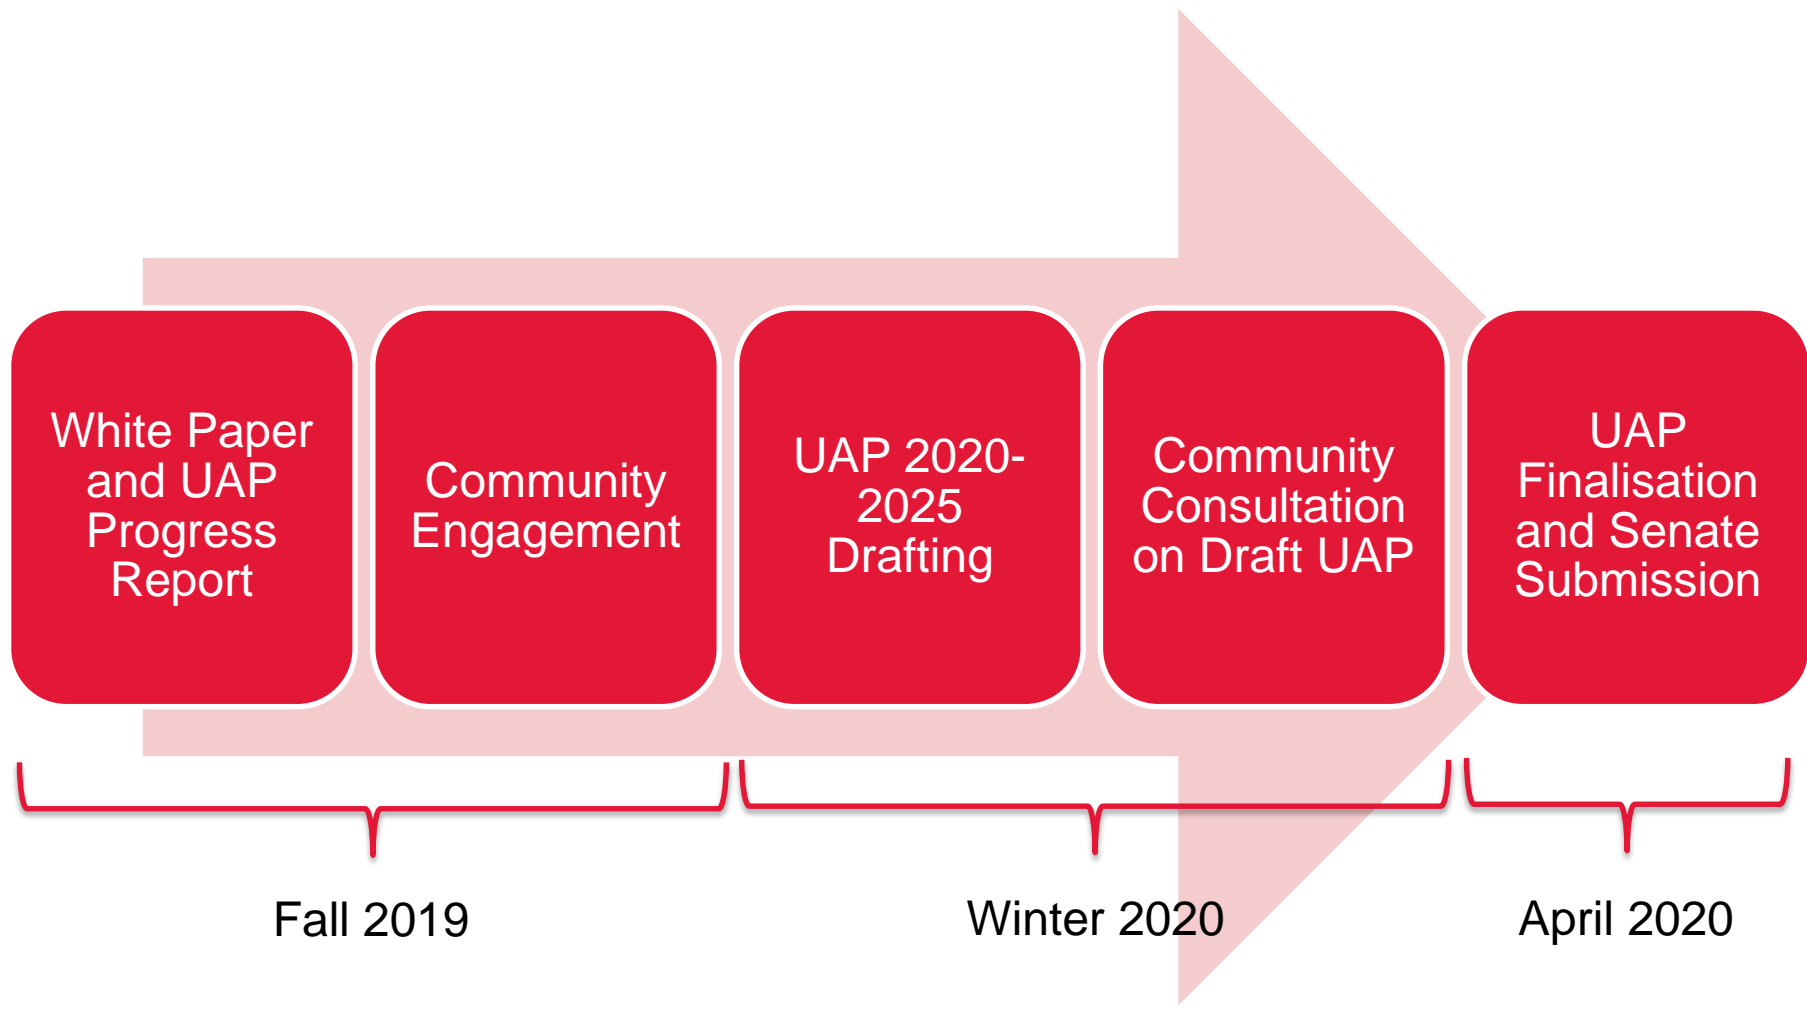 White Paper
and UAP
Progress
Report
Community
Engagement
UAP 2020-
2025
Drafting
Community
Consultation
on Draft UAP
UAP
Finalisation
and Senate
Submission
Fall 2019
Winter 2020
April 2020